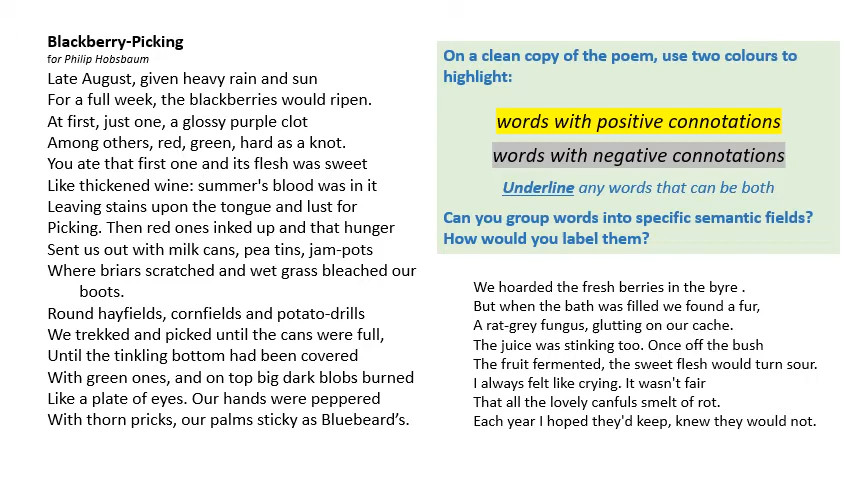 Blackberry-Picking
for Philip Hobsbaum
Late August, given heavy rain and sun
For a full week, the blackberries would ripen.
At first, just one, a glossy purple clot
Among others, red, green, hard as a knot.
You ate that first one and its flesh was sweet
Like thickened wine: summer's blood was in it
Leaving stains upon the tongue and lust for
Picking. Then red ones inked up and that hunger
Sent us out with milk cans, pea tins, jam-pots
Where briars scratched and wet grass bleached our
boots.
Round hayfields, cornfields and potato-drills
We trekked and picked until the cans were full,
Until the tinkling bottom had been covered
With green ones, and on top big dark blobs burned
Like a plate of eyes. Our hands were peppered
With thorn pricks, our palms sticky as Bluebeard’s.
On a clean copy of the poem, use two colours to
highlight:
words with positive connotations
words with negative connotations
Underline any words that can be both
Can you group words into specific semantic fields?
How would you label them?
We hoarded the fresh berries in the byre .
But when the bath was filled we found a fur,
A rat-grey fungus, glutting on our cache.
The juice was stinking too. Once off the bush
The fruit fermented, the sweet flesh would turn sour.
I always felt like crying. It wasn't fair
That all the lovely canfuls smelt of rot.
Each year I hoped they'd keep, knew they would not.